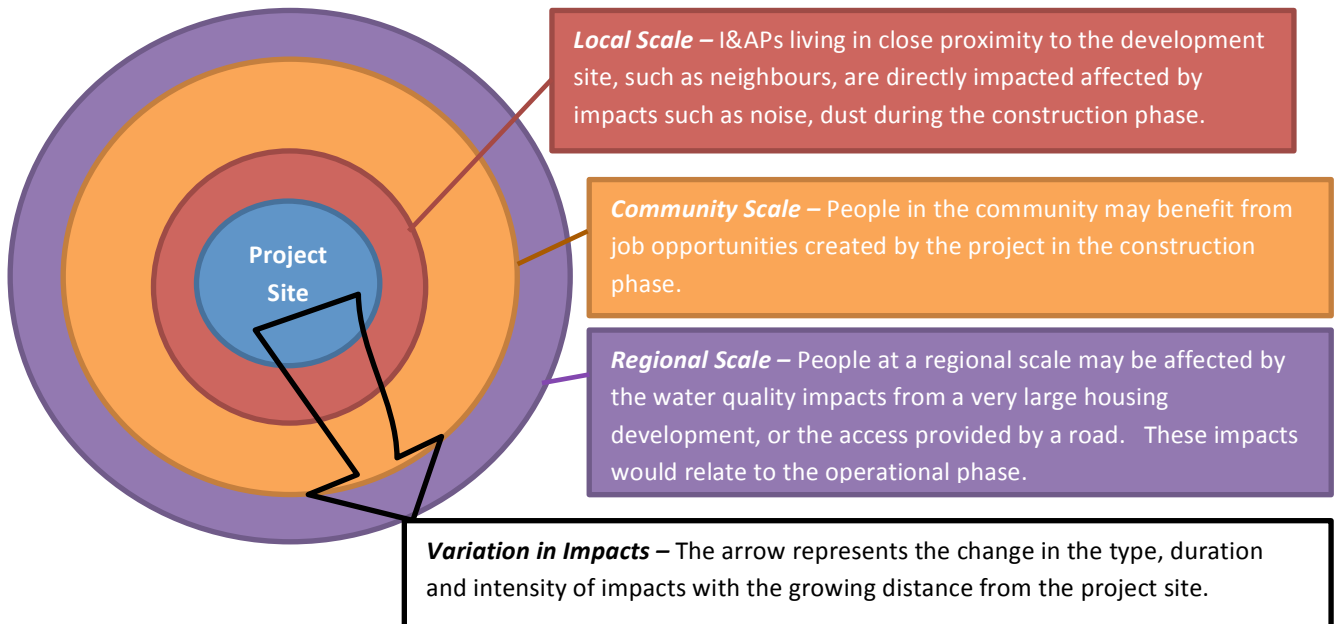 Project
Site
Local Scale – I&APs living in close proximity to the development
site, such as neighbours, are directly impacted affected by
impacts such as noise, dust during the construction phase.
Community Scale – People in the community may benefit from
job opportunities created by the project in the construction
phase.
Regional Scale – People at a regional scale may be affected by
the water quality impacts from a very large housing
development, or the access provided by a road.   These impacts
would relate to the operational phase.
Variation in Impacts – The arrow represents the change in the type, duration
and intensity of impacts with the growing distance from the project site.